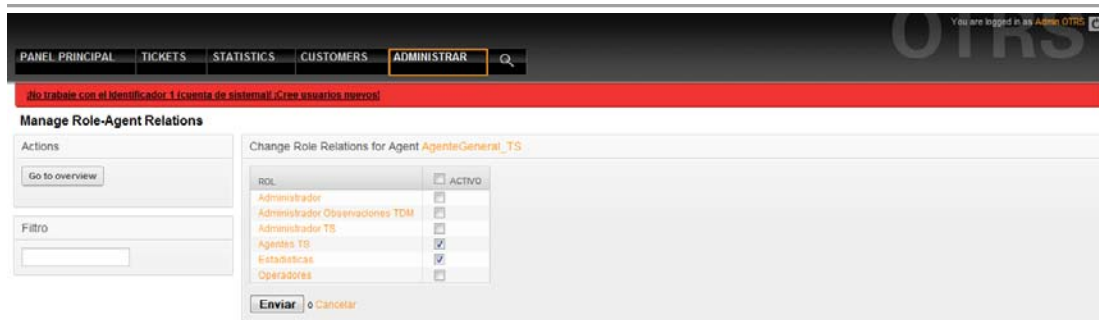 You are logged in as Admin OTRS
OTRS
PANEL PRINCIPAL TICKETS STATISTICS CUSTOMERS ADMINISTRAR
¡No trabaje con el Identificador 1 (cuenta de sistema)! ¡Cree usuarios nuevos!
Manage Role-Agent Relations
Actions
Go to overview
Filtro
Change Role Relations for Agent AgenteGeneral_TS
ROL ACTIVO
Administrador
Administrador Observaciones TDM
Administrador TS
Agentes TS
Estadisticas
Operadores
Enviar o Cancelar